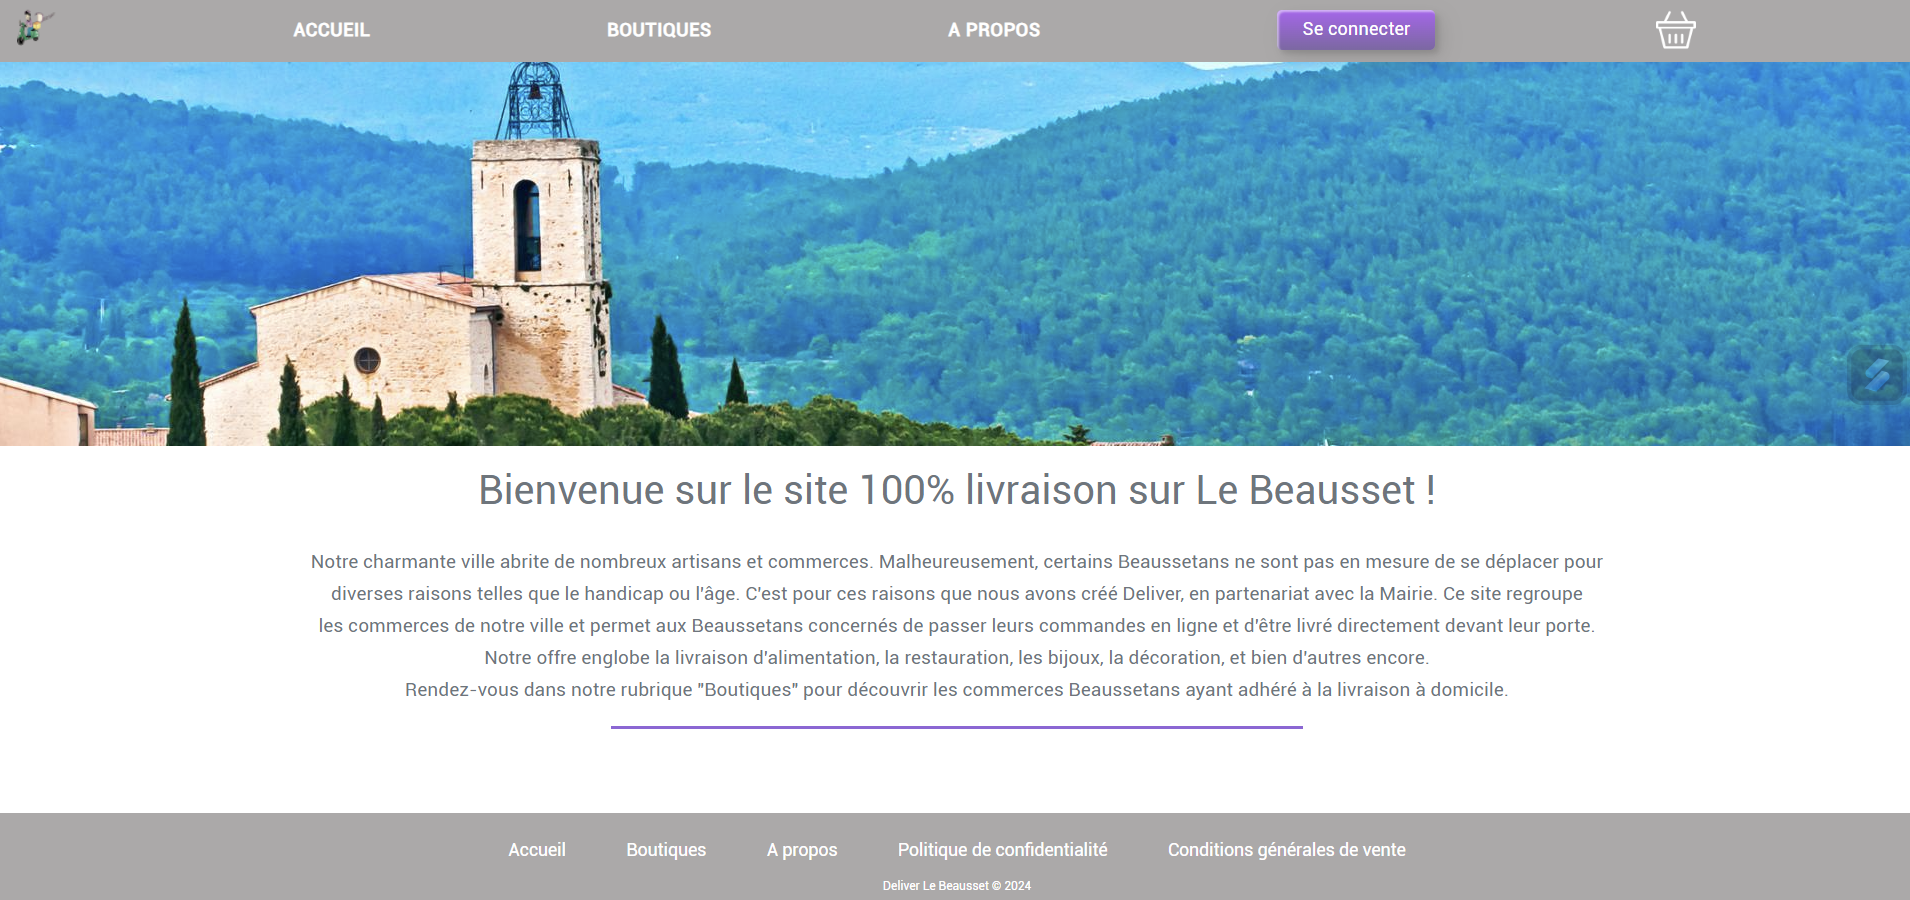 ACCUEIL
BOUTIQUES
A PROPOS
Se connecter
Bienvenue sur le site 100% livraison sur Le Beausset !
Notre charmante ville abrite de nombreux artisans et commerces. Malheureusement, certains Beaussetans ne sont pas en mesure de se déplacer pour
diverses raisons telles que le handicap ou l'âge. C'est pour ces raisons que nous avons créé Deliver, en partenariat avec la Mairie. Ce site regroupe
les commerces de notre ville et permet aux Beaussetans concernés de passer leurs commandes en ligne et d'être livré directement devant leur porte.
Notre offre englobe la livraison d'alimentation, la restauration, les bijoux, la décoration, et bien d'autres encore.
Rendez-vous dans notre rubrique "Boutiques" pour découvrir les commerces Beaussetans ayant adhéré à la livraison à domicile.
Accueil
Boutiques
A propos
Politique de confidentialité
Conditions générales de vente
Deliver Le Beausset © 2024